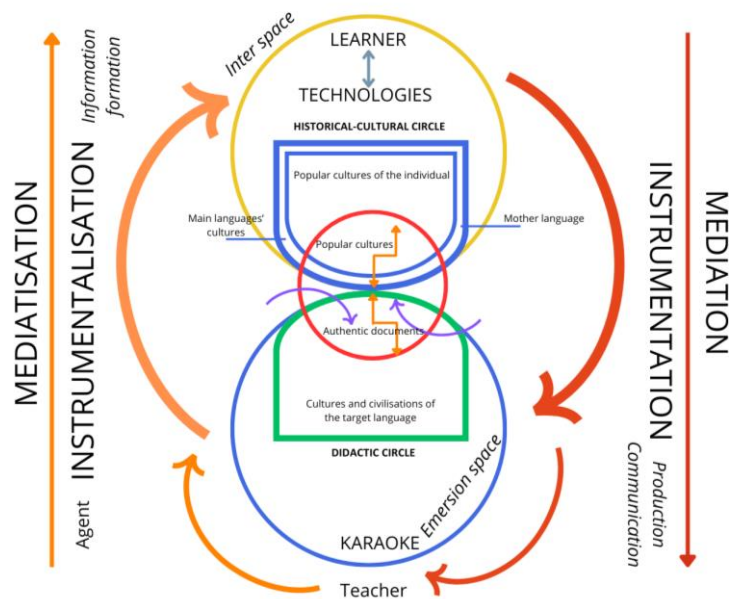 Inter space
LEARNER
TECHNOLOGIES
HISTORICAL-CULTURAL CIRCLE
Popular cultures of the individual
Main languages'
cultures
Mother language
Popular cultures
Authentic documents
Cultures and civilisations of
the target language
DIDACTIC CIRCLE
Emersion space
KARAOKE
Teacher
MEDIATISATION
INSTRUMENTALISATION
Information
formation
Agent
MEDIATION
INSTRUMENTATION
Production
Communication